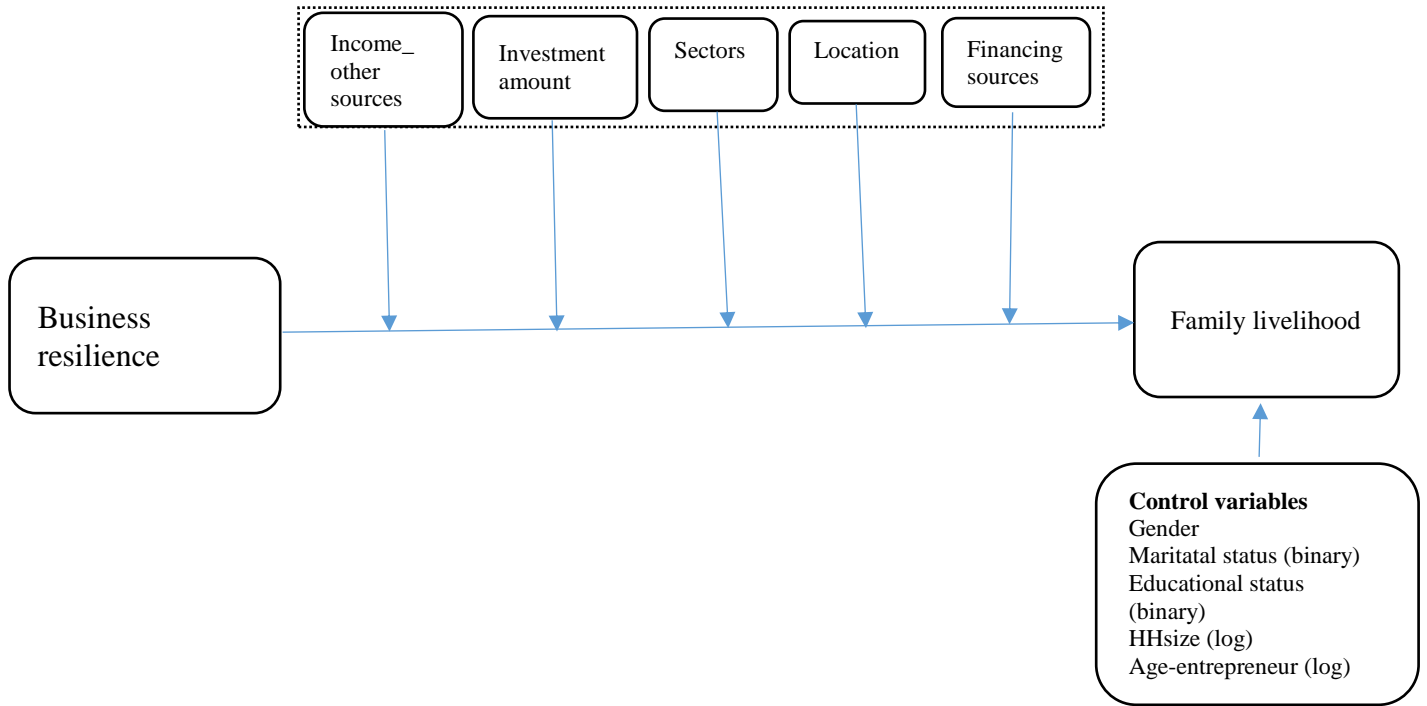 Income_
other
sources
Investment
amount
Sectors
Location
Financing
sources
Business
resilience
Family livelihood
Control variables
Gender
Maritatal status (binary)
Educational status
(binary)
HHsize (log)
Age-entrepreneur (log)